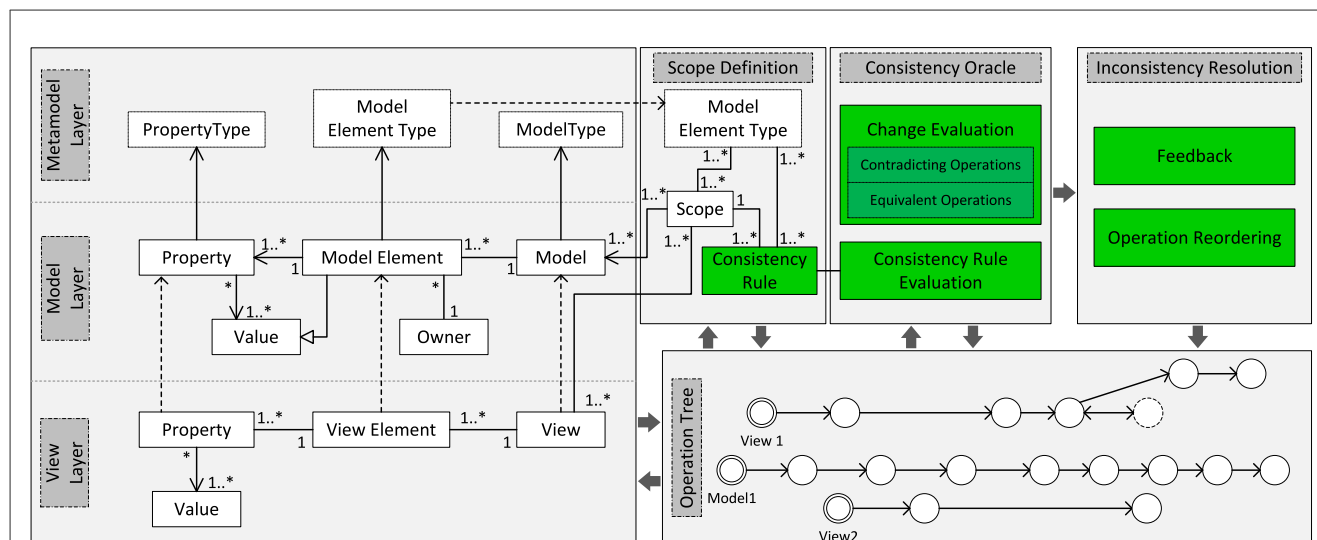 Metamodel
Layer
PropertyType
Model
Element Type
ModelType
Model
Layer
Property
1..*
1
Model Element
1..*
1
Model
1..*
*
1..*
Value
*
1
Owner
View
Layer
Property
1..*
1
View Element
1..*
1
View
1..*
*
1..*
Value
Scope Definition
Model
Element Type
1..*
1..*
1..*
1..*
Scope
1
1..*
1..*
1..*
Consistency
Rule
Consistency Oracle
Change Evaluation
Contradicting Operations
Equivalent Operations
Consistency Rule
Evaluation
Inconsistency Resolution
Feedback
Operation Reordering
Operation Tree
View 1
Model1
View2